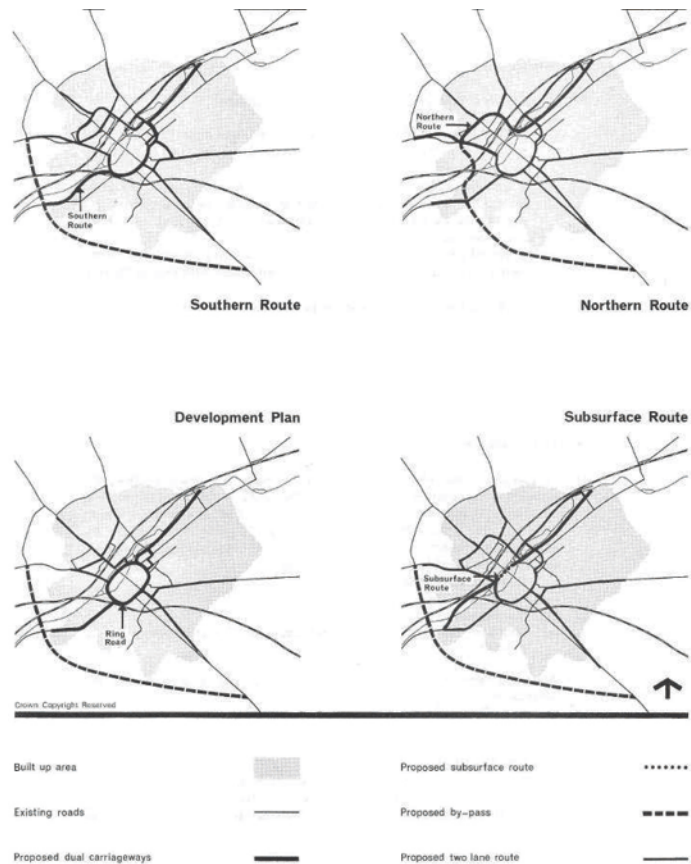 Southern
Route
Southern Route
Northern
Route
Northern Route
Development Plan
Ring
Road
Subsurface Route
Subsurface
Route
Crown Copyright Reserved
Built up area
Existing roads
Proposed dual carriageways
Proposed subsurface route
Proposed by-pass
Proposed two lane route